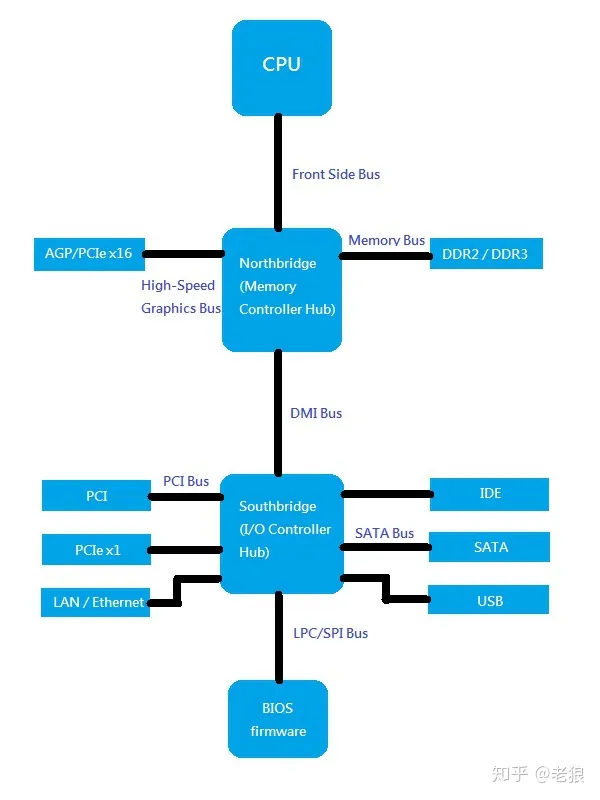 CPU
Front Side Bus
AGP/PCIe x16
High-Speed
Graphics Bus
Northbridge
(Memory
Controller Hub)
Memory Bus
DDR2 / DDR3
DMI Bus
PCI Bus
PCI
PCIe x1
LAN / Ethernet
Southbridge
(I/O Controller
Hub)
IDE
SATA Bus
SATA
USB
LPC/SPI Bus
BIOS
firmware
知乎 @老狼